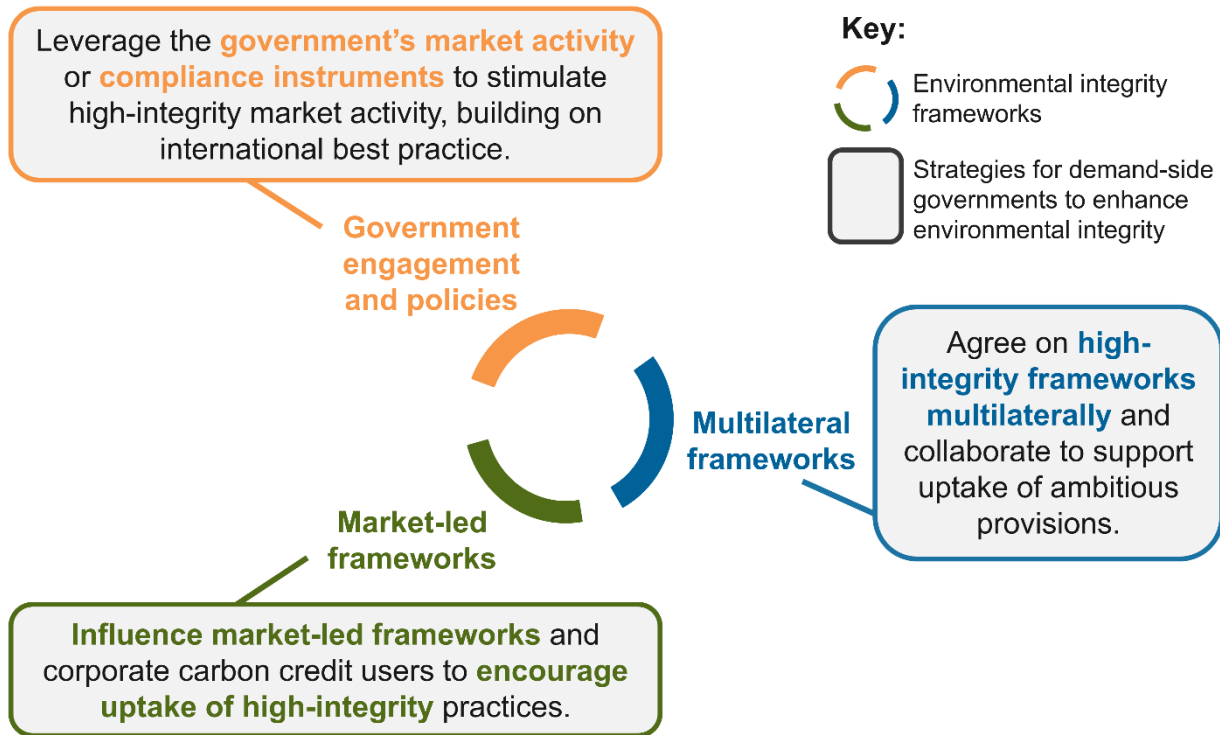 Leverage the government’s market activity
or compliance instruments to stimulate
high-integrity market activity, building on
international best practice.
Key:
Environmental integrity
frameworks
Strategies for demand-side
governments to enhance
environmental integrity
Government
engagement
and policies
Multilateral
frameworks
Agree on high-
integrity frameworks
multilaterally and
collaborate to support
uptake of ambitious
provisions.
Market-led
frameworks
Influence market-led frameworks and
corporate carbon credit users to encourage
uptake of high-integrity practices.